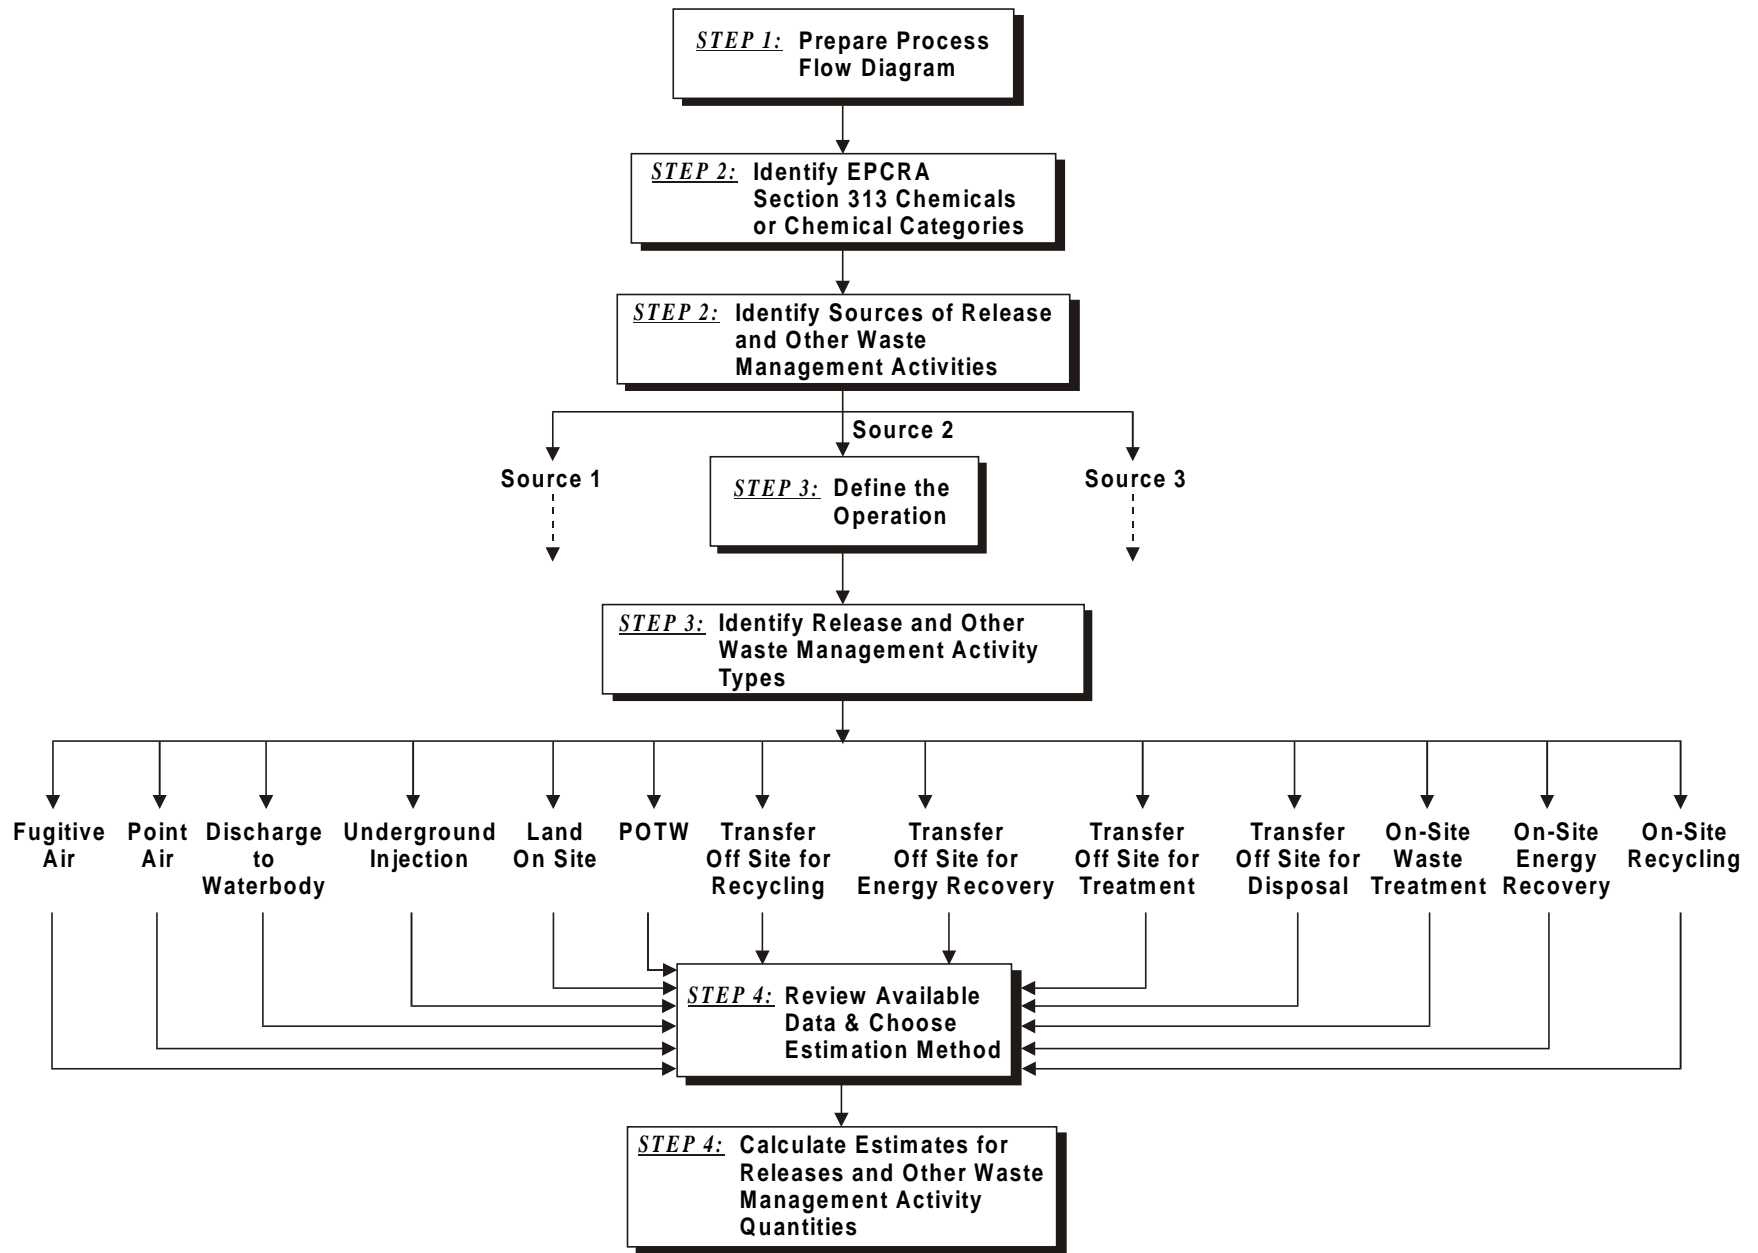 STEP 1: Prepare Process
Flow Diagram
STEP 2: Identify EPCRA
Section 313 Chemicals
or Chemical Categories
STEP 2: Identify Sources of Release
and Other Waste
Management Activities
Source 1
Source 2
Source 3
STEP 3: Define the
Operation
STEP 3: Identify Release and Other
Waste Management Activity
Types
Fugitive
Air
Point
Air
Discharge
to
Waterbody
Underground
Injection
Land
On Site
POTW
Transfer
Off Site for
Recycling
Transfer
Off Site for
Energy Recovery
Transfer
Off Site for
Treatment
Transfer
Off Site for
Disposal
On-Site
Waste
Treatment
On-Site
Energy
Recovery
On-Site
Recycling
STEP 4: Review Available
Data & Choose
Estimation Method
STEP 4: Calculate Estimates for
Releases and Other Waste
Management Activity
Quantities